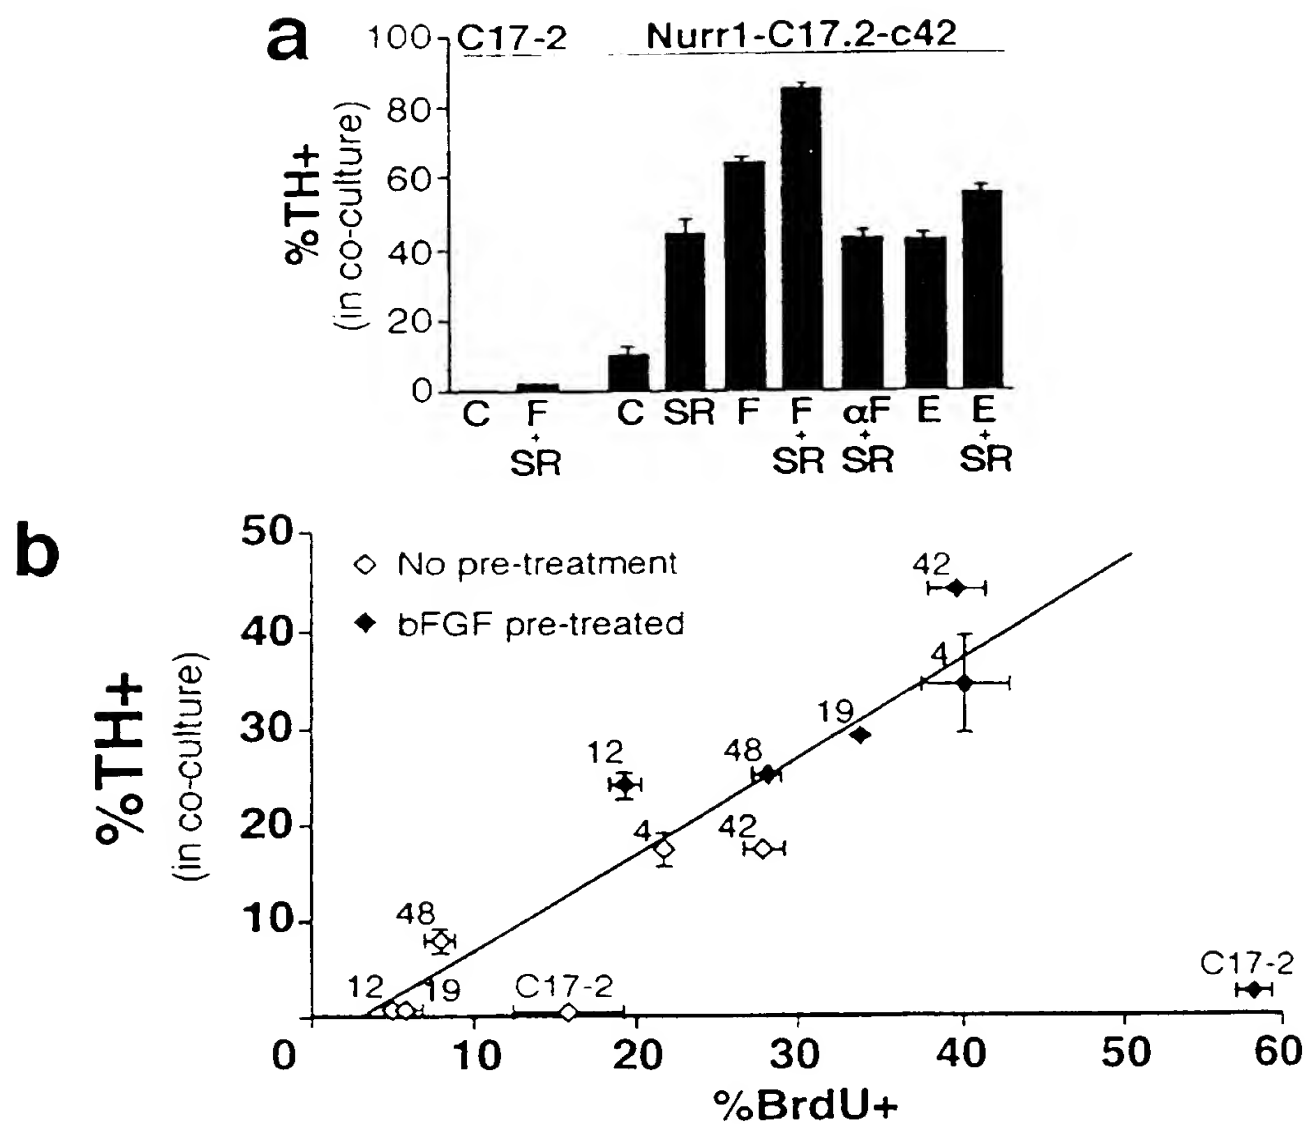 a
C17-2 Nurr1-C17.2-c42
%TH+
(in co-culture)
100
80
60
40
20
0
C F + SR C SR F F + SR αF + SR E E + SR
b
%TH+
(in co-culture)
50
40
30
20
10
◇ No pre-treatment
◆ bFGF pre-treated
42
4
19
12
48
4
42
48
12
19
C17-2
C17-2
0 10 20 30 40 50 60
%BrdU+